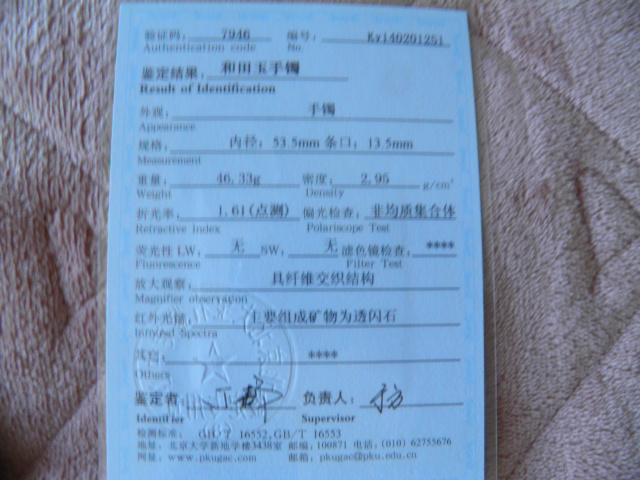 验证码: 7946 编号: Ky140201251
Authentication code No.
鉴定结果: 和田玉手镯
Result of Identification
外观: 手镯
Appearance
规格: 内径: 53.5mm 条口: 13.5mm
Measurement
重量: 46.33g 密度: 2.95 g/cm³
Weight Density
折光率: 1.61(点测) 偏光检查: 非均质集合体
Refractive Index Polariscope Test
荧光性 LW: 无 SW: 无 滤色镜检查: ****
Fluorescence Filter Test
放大观察: 具纤维交织结构
Magnifier observation
红外光谱: 主要组成矿物为透闪石
Infrared Spectra
其它: ****
Others
鉴定者: 负责人:
Identifier Supervisor
检测标准: GB/T 16552, GB/T 16553
地址: 北京大学新地学楼3438室 邮编: 100871 电话: (010) 62755676
网址: www.pkugac.com 邮箱: pkugac@pku.edu.cn